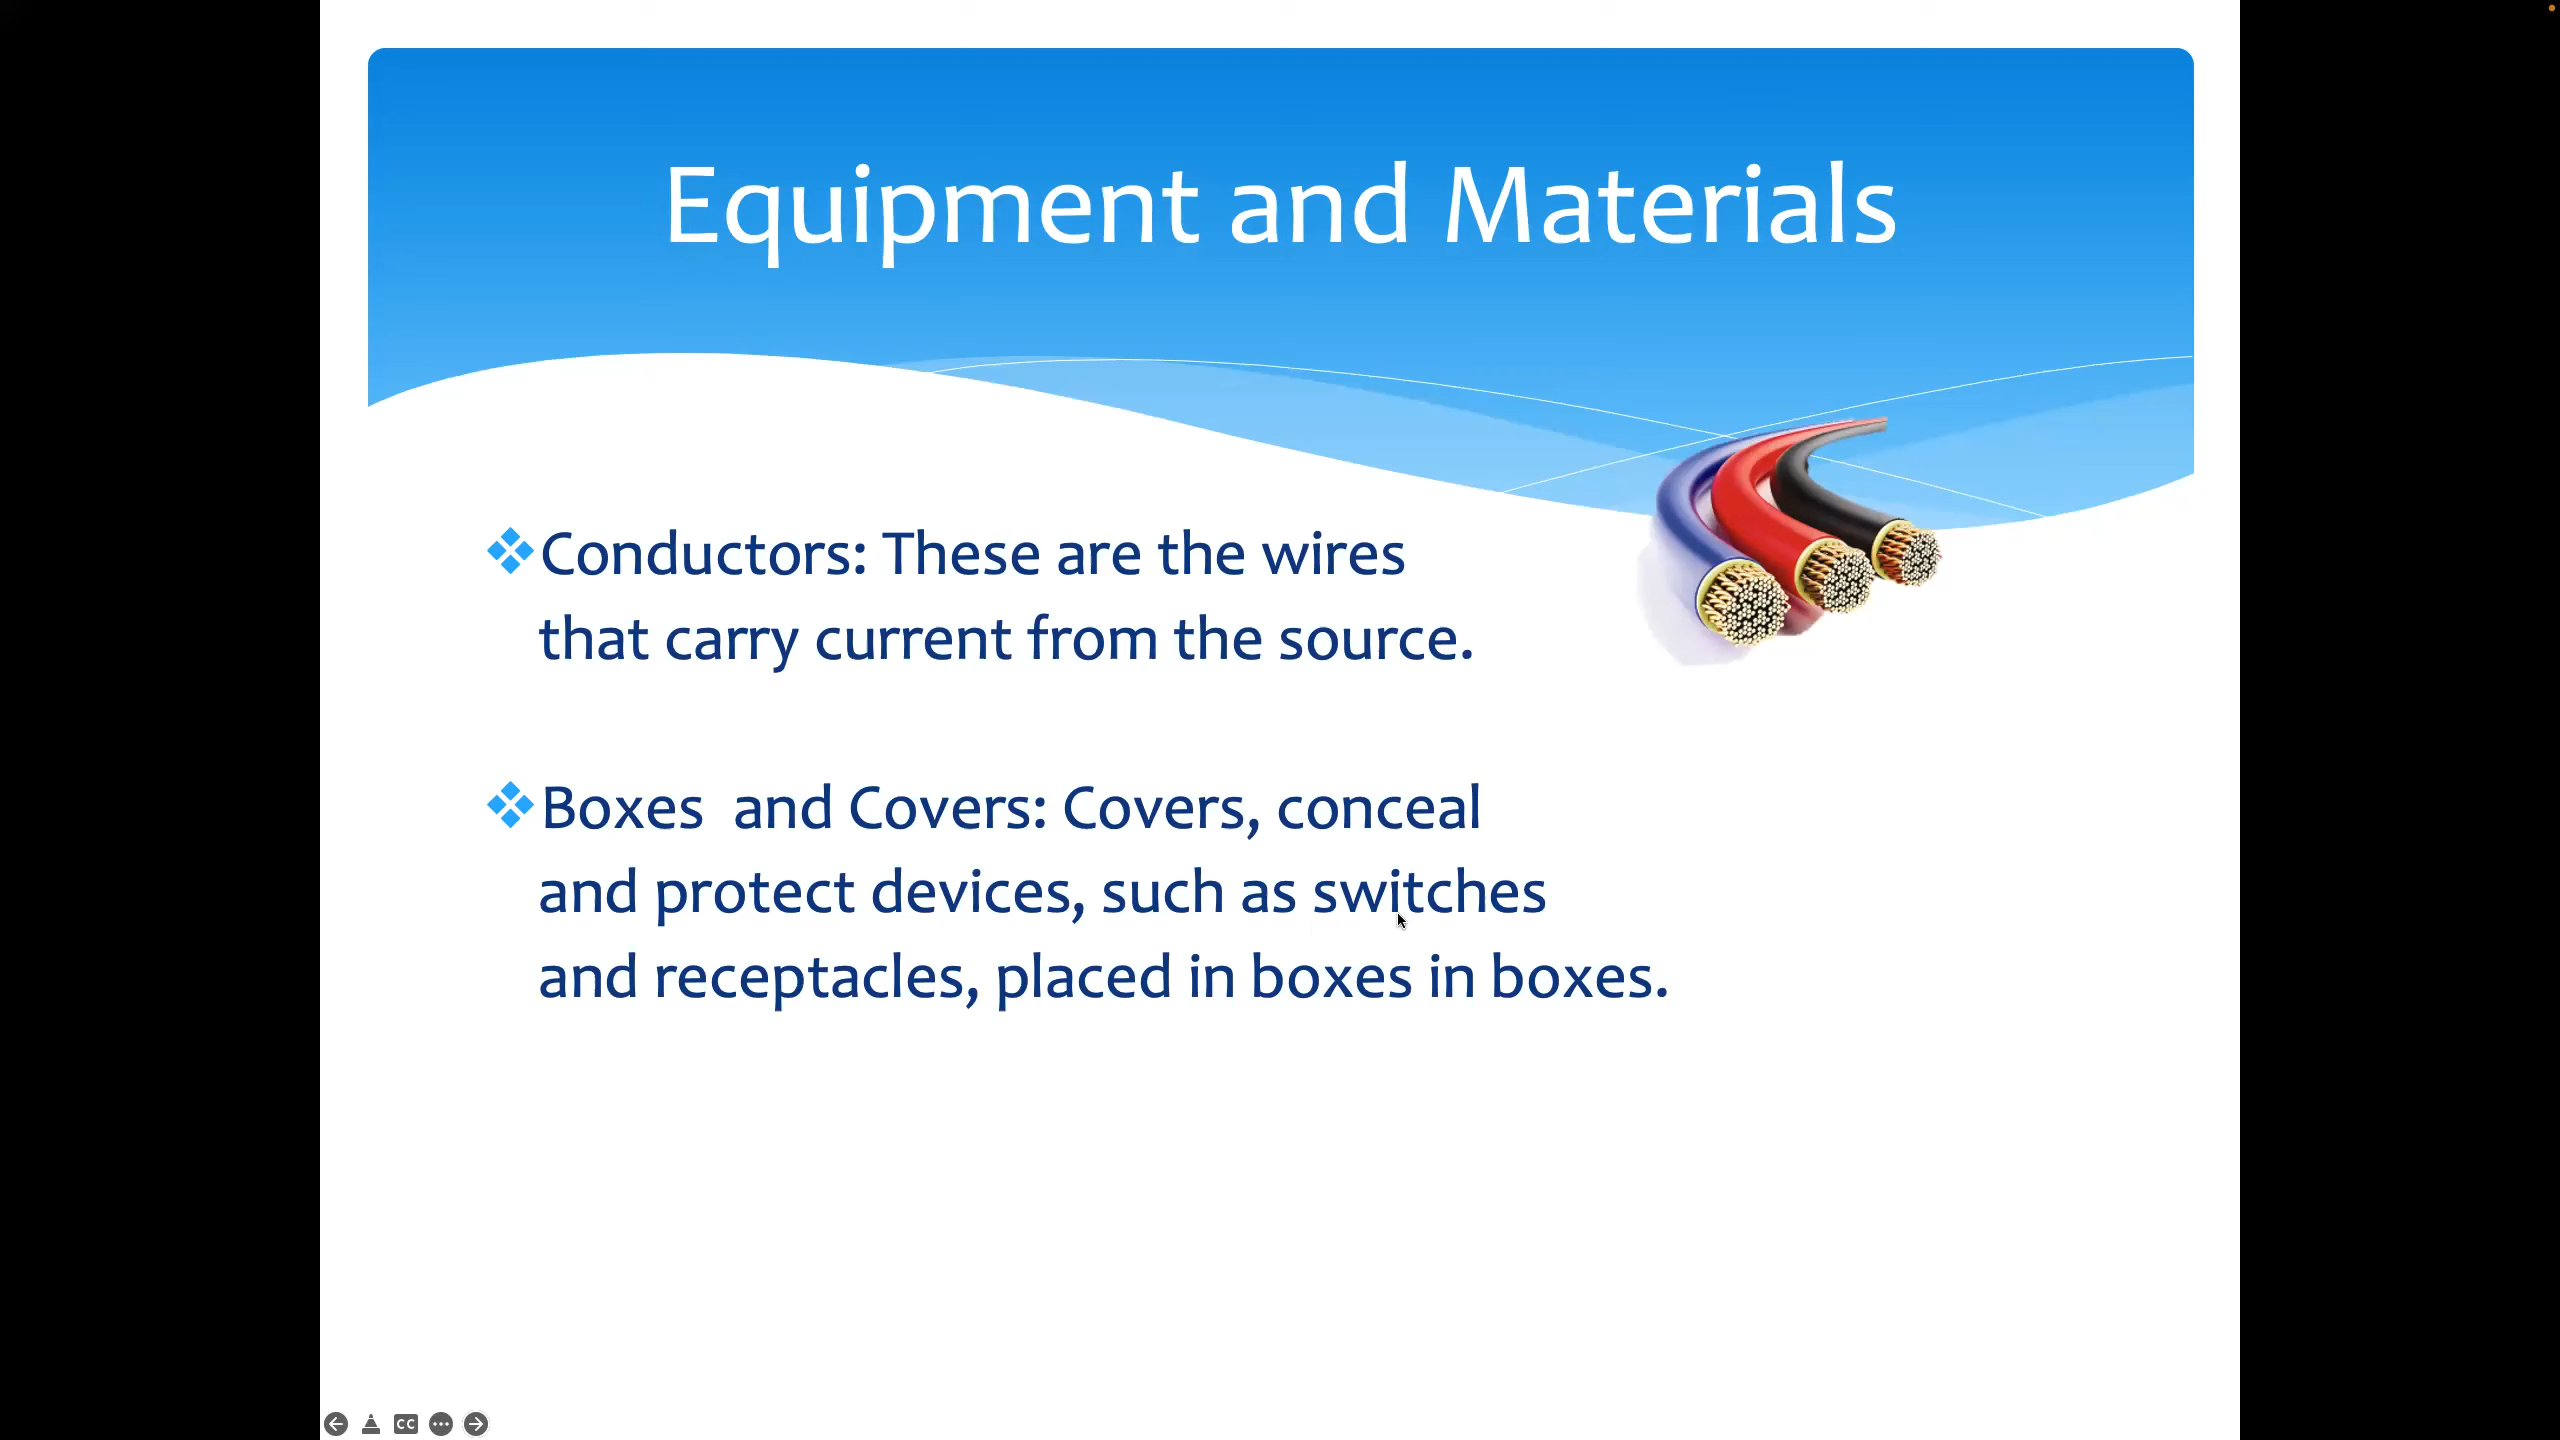 Equipment and Materials
Conductors: These are the wires
that carry current from the source.
Boxes  and Covers: Covers, conceal
and protect devices, such as switches
and receptacles, placed in boxes in boxes.
CC